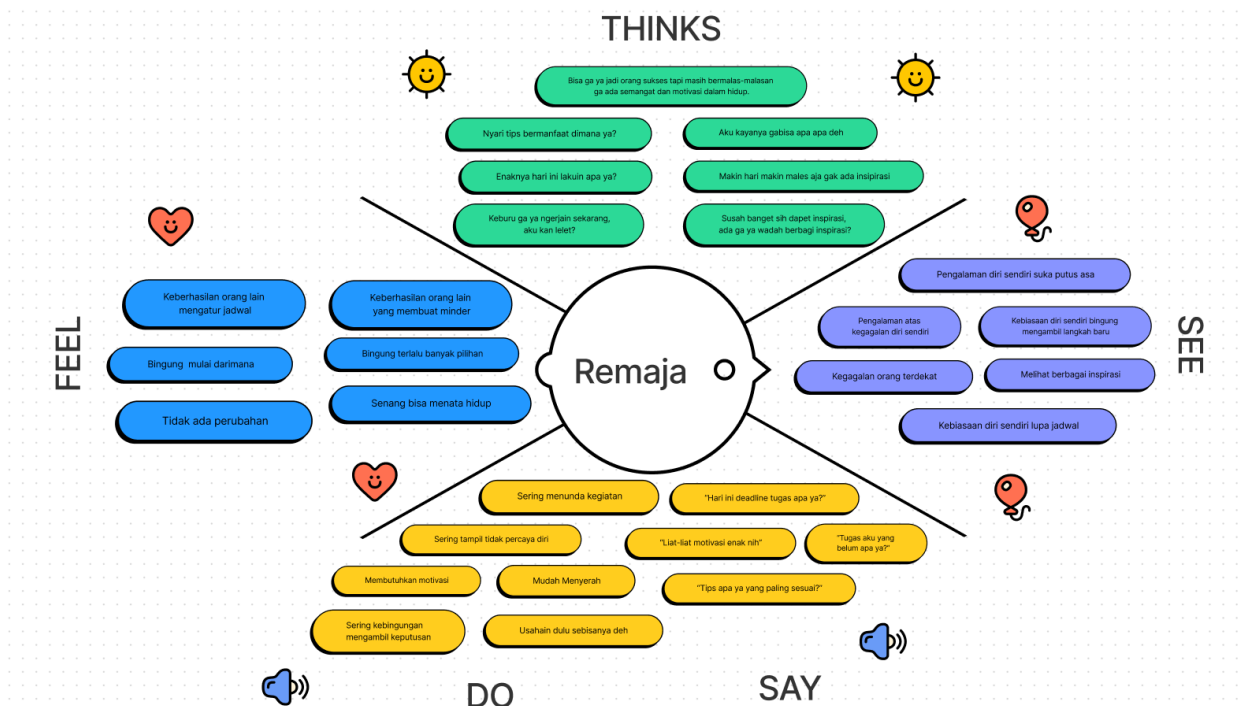 THINKS
Bisa ga ya jadi orang sukses tapi masih bermalas-malasan
ga ada semangat dan motivasi dalam hidup.
Nyari tips bermanfaat dimana ya?
Aku kayanya gabisa apa apa deh
Enaknya hari ini lakuin apa ya?
Makin hari makin males aja gak ada insipirasi
Keburu ga ya ngerjain sekarang,
aku kan lelet?
Susah banget sih dapet inspirasi,
ada ga ya wadah berbagi inspirasi?
FEEL
Keberhasilan orang lain
mengatur jadwal
Keberhasilan orang lain
yang membuat minder
Bingung mulai darimana
Bingung terlalu banyak pilihan
Tidak ada perubahan
Senang bisa menata hidup
Remaja
SEE
Pengalaman diri sendiri suka putus asa
Pengalaman atas
kegagalan diri sendiri
Kebiasaan diri sendiri bingung
mengambil langkah baru
Kegagalan orang terdekat
Melihat berbagai inspirasi
Kebiasaan diri sendiri lupa jadwal
Sering menunda kegiatan
Sering tampil tidak percaya diri
Membutuhkan motivasi
Mudah Menyerah
Sering kebingungan
mengambil keputusan
Usahain dulu sebisanya deh
DO
"Hari ini deadline tugas apa ya?"
"Liat-liat motivasi enak nih"
"Tugas aku yang
belum apa ya?"
"Tips apa ya yang paling sesuai?"
SAY